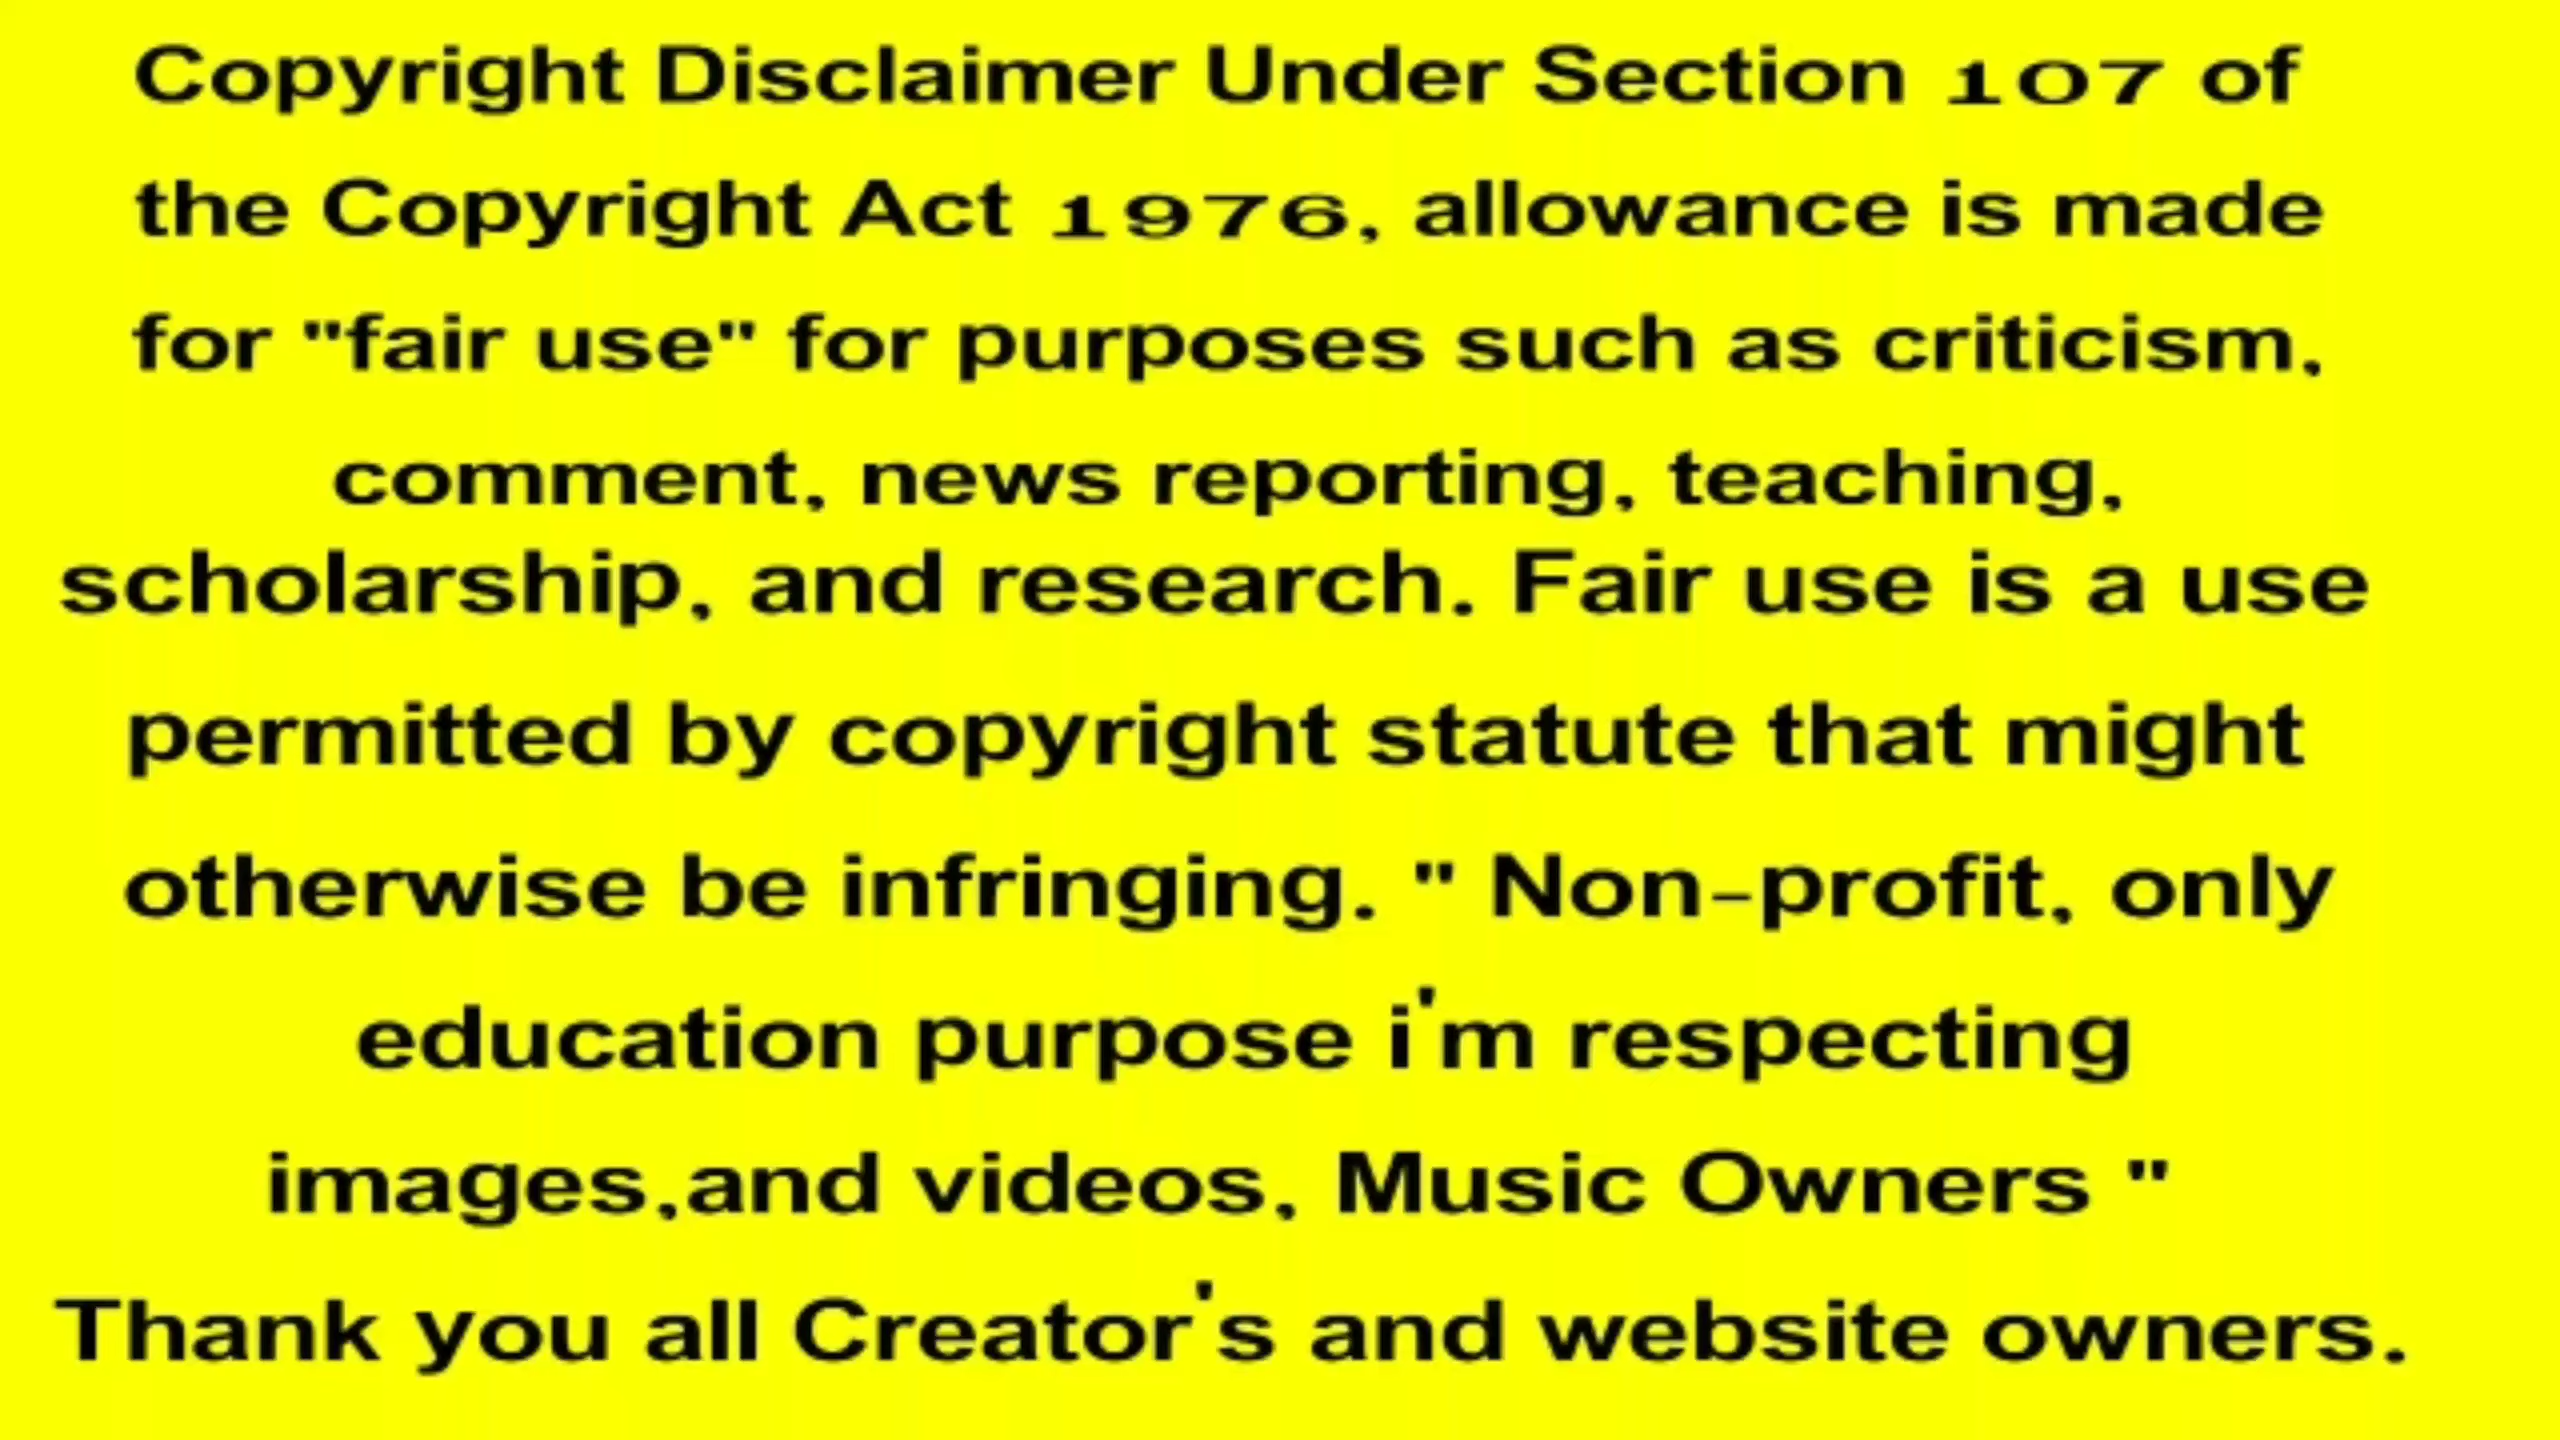 Copyright Disclaimer Under Section 107 of
the Copyright Act 1976, allowance is made
for "fair use" for purposes such as criticism,
comment, news reporting, teaching,
scholarship, and research. Fair use is a use
permitted by copyright statute that might
otherwise be infringing. " Non-profit, only
education purpose i'm respecting
images,and videos, Music Owners "
Thank you all Creator's and website owners.